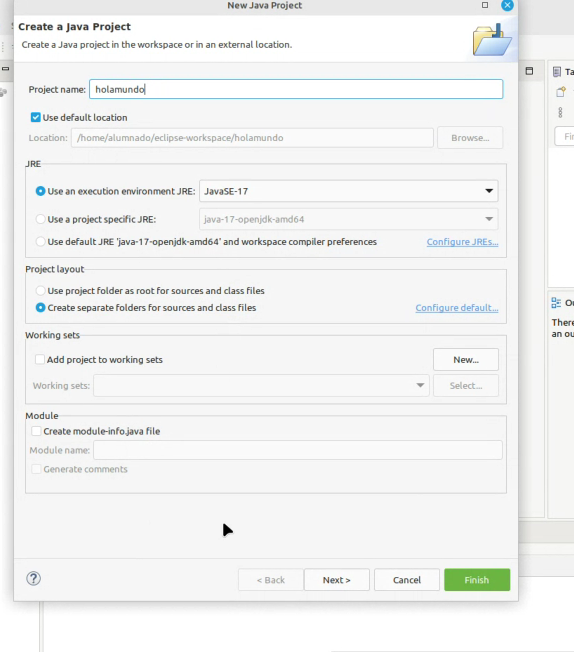 New Java Project
Create a Java Project
Create a Java project in the workspace or in an external location.
Project name: holamundo
Use default location
Location: /home/alumnado/eclipse-workspace/holamundo Browse...
JRE
Use an execution environment JRE: JavaSE-17
Use a project specific JRE: java-17-openjdk-amd64
Use default JRE 'java-17-openjdk-amd64' and workspace compiler preferences Configure JREs...
Project layout
Use project folder as root for sources and class files
Create separate folders for sources and class files Configure default...
Working sets
Add project to working sets New...
Working sets: Select...
Module
Create module-info.java file
Module name:
Generate comments
? < Back Next > Cancel Finish
There
an ou